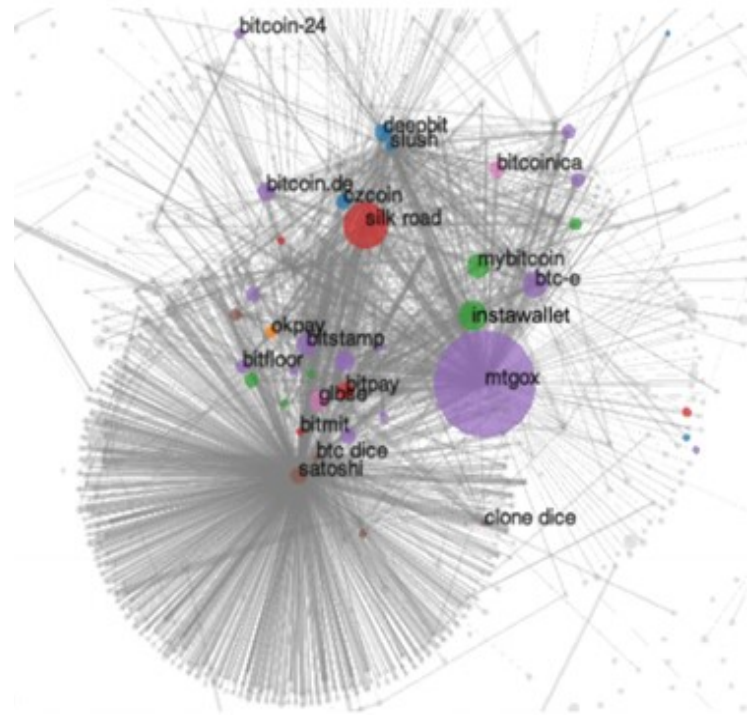 bitcoin-24
deepbit
slush
bitcoinica
bitcoin.de
ozcoin
silk road
mybitcoin
btc-e
instawallet
okpay
bitstamp
bitfloor
mtgox
bitpay
glbse
bitmit
btc dice
satoshi
clone dice